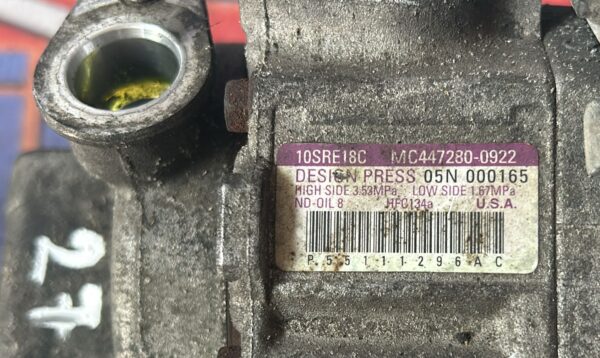 10SRE18C MC447280-0922
DESIGN PRESS 05N 000165
HIGH SIDE 3.53MPa LOW SIDE 1.67MPa
ND-OIL 8 HFC134a U.S.A.
P55111296AC
27